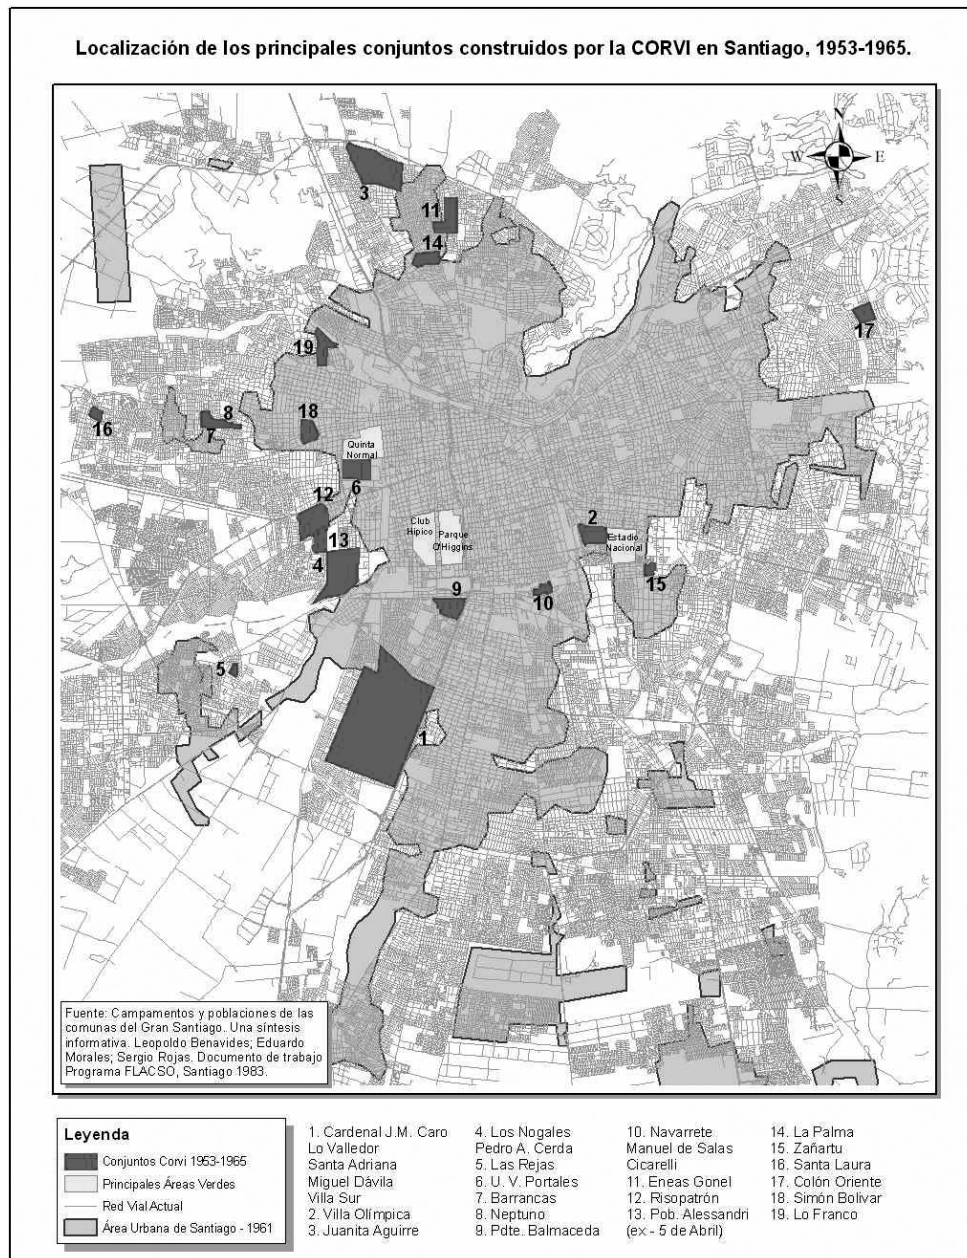 Localización de los principales conjuntos construidos por la CORVI en Santiago, 1953-1965.
N
W
E
S
3
11
14
17
19
8
7
18
16
Quinta
Normal
6
12
13
4
Club
Hípico
Parque
O'Higgins
2
Estadio
Nacional
15
9
10
5
1
Fuente: Campamentos y poblaciones de las
comunas del Gran Santiago. Una síntesis
informativa. Leopoldo Benavides; Eduardo
Morales; Sergio Rojas. Documento de trabajo
Programa FLACSO, Santiago 1983.
Leyenda
Conjuntos Corvi 1953-1965
Principales Áreas Verdes
Red Vial Actual
Área Urbana de Santiago - 1961
1. Cardenal J.M. Caro
Lo Valledor
Santa Adriana
Miguel Dávila
Villa Sur
2. Villa Olímpica
3. Juanita Aguirre
4. Los Nogales
Pedro A. Cerda
5. Las Rejas
6. U. V. Portales
7. Barrancas
8. Neptuno
9. Pdte. Balmaceda
10. Navarrete
Manuel de Salas
Cicarelli
11. Eneas Gonel
12. Risopatrón
13. Pob. Alessandri
(ex - 5 de Abril)
14. La Palma
15. Zañartu
16. Santa Laura
17. Colón Oriente
18. Simón Bolivar
19. Lo Franco